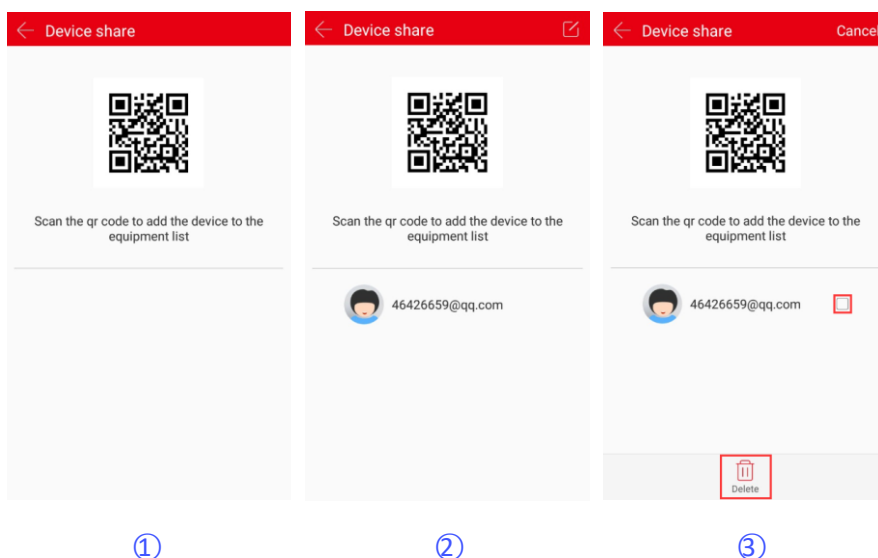 Device share
Scan the qr code to add the device to the
equipment list
①
Device share
Scan the qr code to add the device to the
equipment list
46426659@qq.com
②
Device share
Cancel
Scan the qr code to add the device to the
equipment list
46426659@qq.com
Delete
③